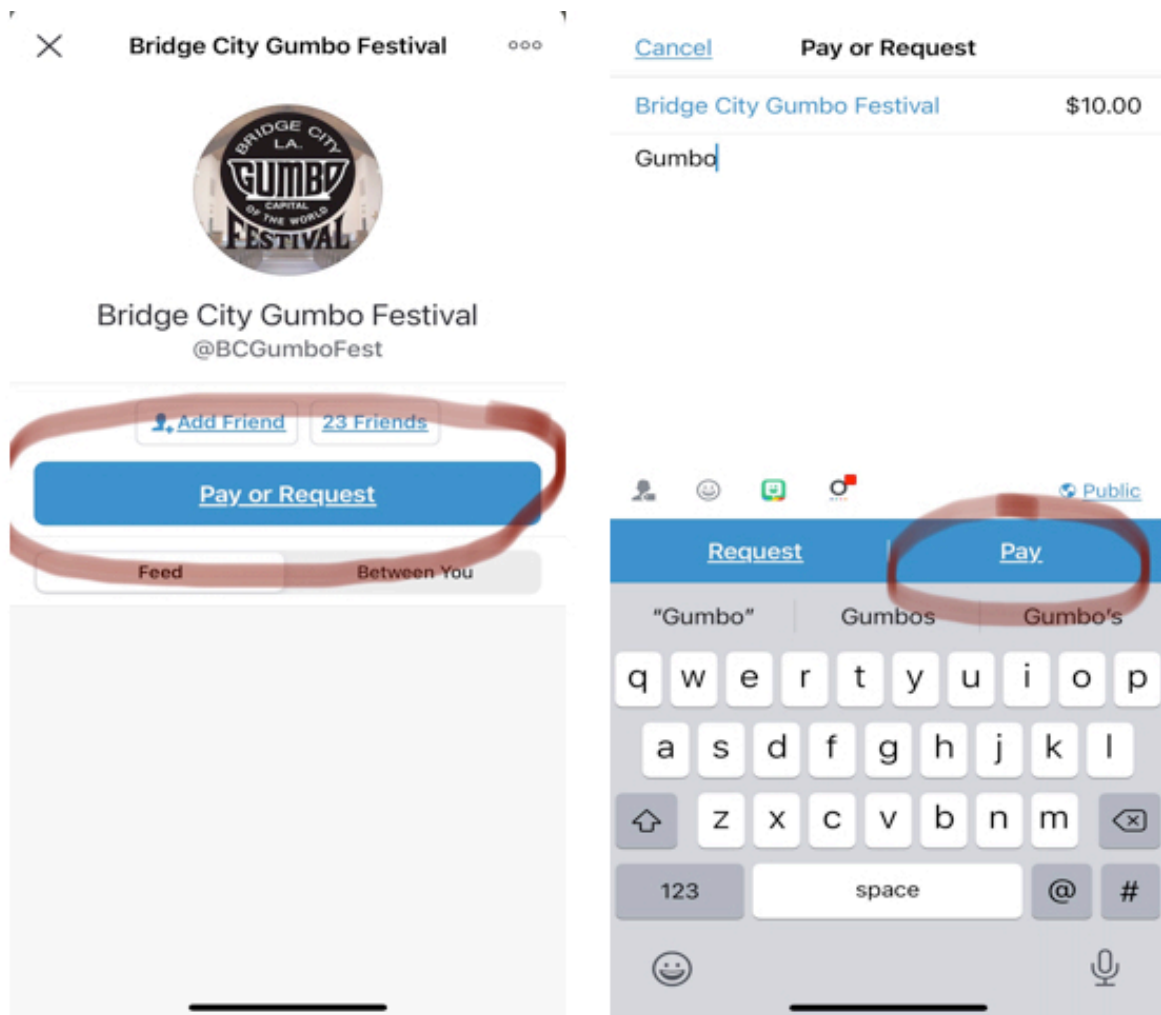 Bridge City Gumbo Festival
BRIDGE CITY
LA.
GUMBO
CAPITAL
OF THE WORLD
FESTIVAL
Bridge City Gumbo Festival
@BCGumboFest
Add Friend
23 Friends
Pay or Request
Feed
Between You
Cancel
Pay or Request
Bridge City Gumbo Festival
$10.00
Gumbo
Public
Request
Pay
"Gumbo"
Gumbos
Gumbo's
q w e r t y u i o p
a s d f g h j k l
z x c v b n m
123
space
@
#